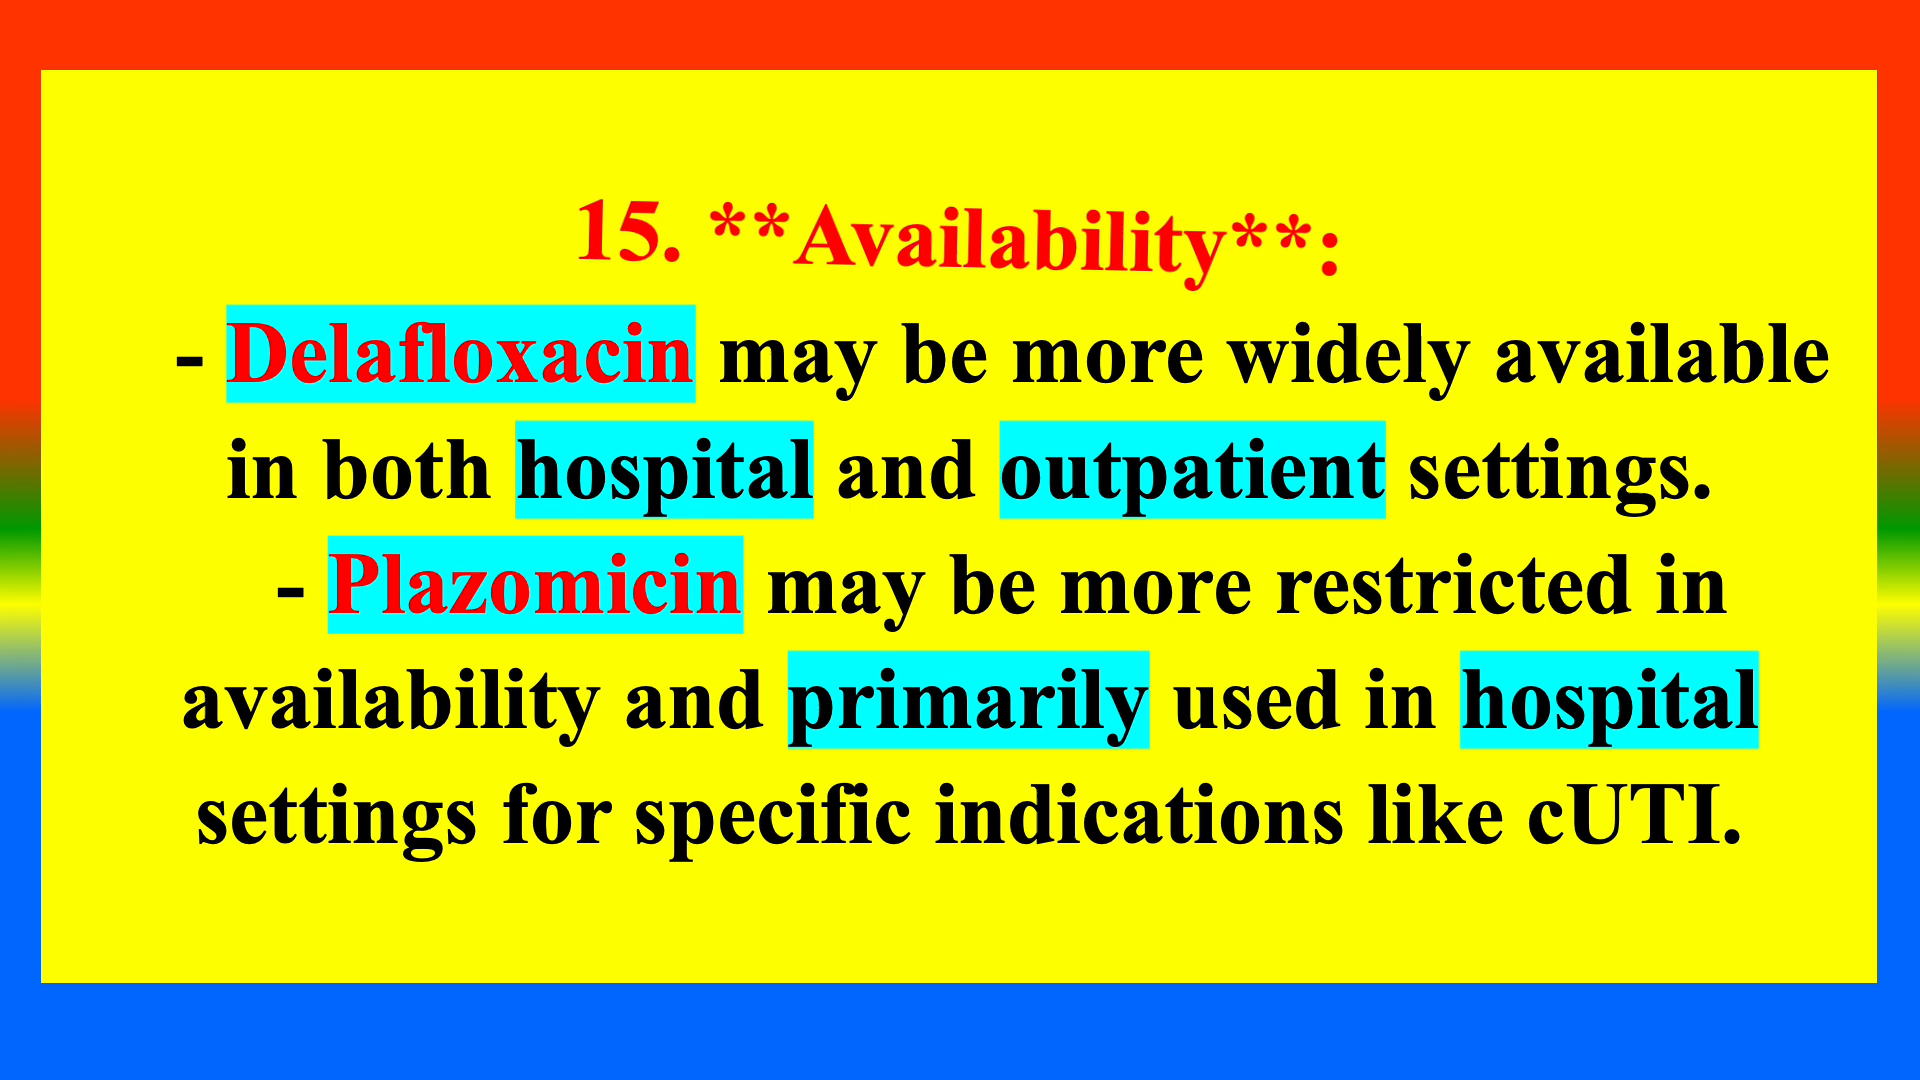 15. **Availability**:
- Delafloxacin may be more widely available
in both hospital and outpatient settings.
- Plazomicin may be more restricted in
availability and primarily used in hospital
settings for specific indications like cUTI.